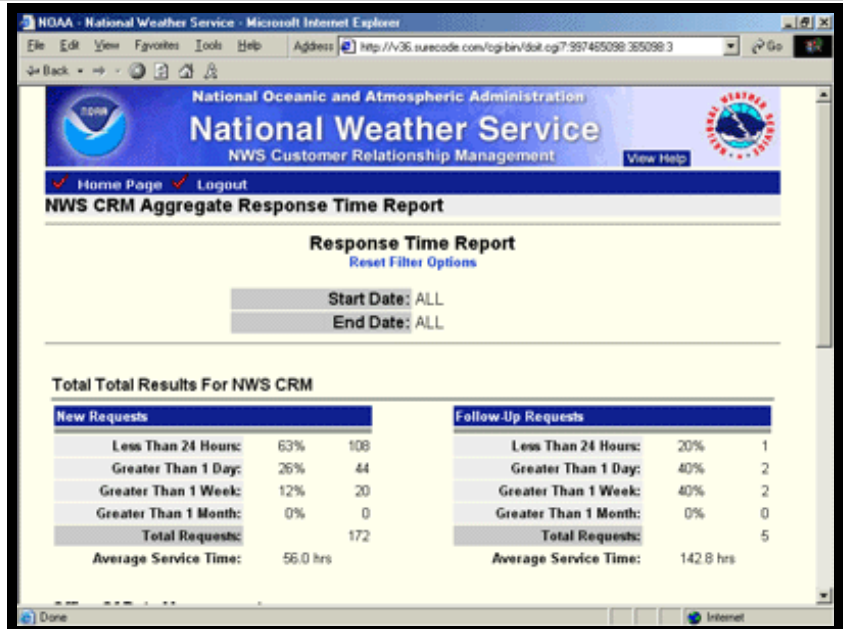 NOAA - National Weather Service - Microsoft Internet Explorer
File Edit View Favorites Tools Help Address http://v36.surecode.com/cgi-bin/doit.cgi?:997465098:365098:3 Go
Back
National Oceanic and Atmospheric Administration
NOAA National Weather Service
NWS Customer Relationship Management View Help
Home Page Logout
NWS CRM Aggregate Response Time Report
Response Time Report
Reset Filter Options
Start Date: ALL
End Date: ALL
Total Total Results For NWS CRM
New Requests Follow-Up Requests
Less Than 24 Hours: 63% 108 Less Than 24 Hours: 20% 1
Greater Than 1 Day: 26% 44 Greater Than 1 Day: 40% 2
Greater Than 1 Week: 12% 20 Greater Than 1 Week: 40% 2
Greater Than 1 Month: 0% 0 Greater Than 1 Month: 0% 0
Total Requests: 172 Total Requests: 5
Average Service Time: 56.0 hrs Average Service Time: 142.8 hrs
Done Internet